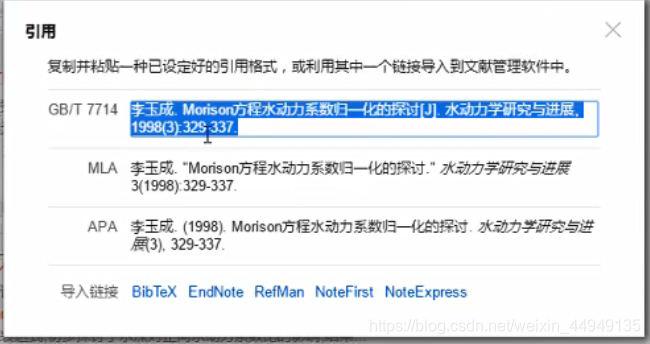 引用
复制并粘贴一种已设定好的引用格式，或利用其中一个链接导入到文献管理软件中。
GB/T 7714 李玉成. Morison方程水动力系数归一化的探讨[J]. 水动力学研究与进展,
1998(3):329-337.
MLA 李玉成. "Morison方程水动力系数归一化的探讨." 水动力学研究与进展
3(1998):329-337.
APA 李玉成. (1998). Morison方程水动力系数归一化的探讨. 水动力学研究与进
展(3), 329-337.
导入链接 BibTeX EndNote RefMan NoteFirst NoteExpress
https://blog.csdn.net/weixin_44949135